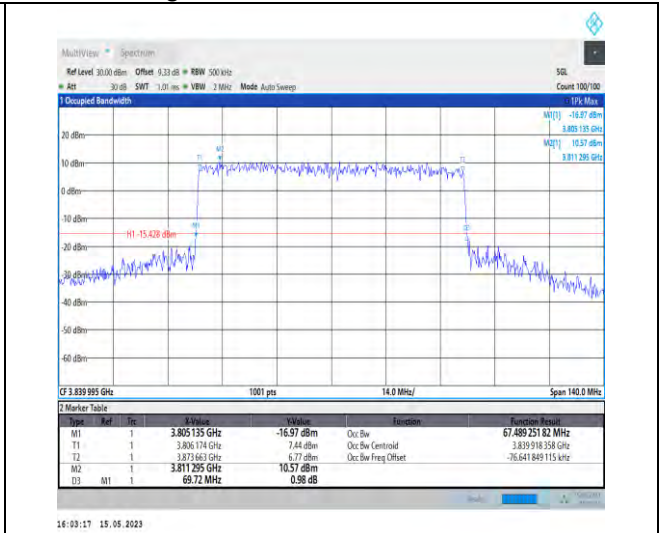 MultiView Spectrum
Ref Level 30.00 dBm Offset 9.33 dB RBW 500 kHz SGL
Att 30 dB SWT 1.01 ms VBW 2 MHz Mode Auto Sweep Count 100/100
1 Occupied Bandwidth 1Pk Max
M1[1] -16.97 dBm
3.805 135 GHz
M2[1] 10.57 dBm
3.811 295 GHz
20 dBm
M2
T1 T2
10 dBm
0 dBm
-10 dBm
M1 D3
H1 -15.428 dBm
-20 dBm
-30 dBm
-40 dBm
-50 dBm
-60 dBm
CF 3.839 995 GHz 1001 pts 14.0 MHz/ Span 140.0 MHz
2 Marker Table
Type Ref Trc X-Value Y-Value Function Function Result
M1 1 3.805 135 GHz -16.97 dBm Occ Bw 67.489 251 82 MHz
T1 1 3.806 174 GHz 7.44 dBm Occ Bw Centroid 3.839 918 358 GHz
T2 1 3.873 663 GHz 6.77 dBm Occ Bw Freq Offset -76.641 849 115 kHz
M2 1 3.811 295 GHz 10.57 dBm
D3 M1 1 69.72 MHz 0.98 dB
16:03:17 15.05.2023